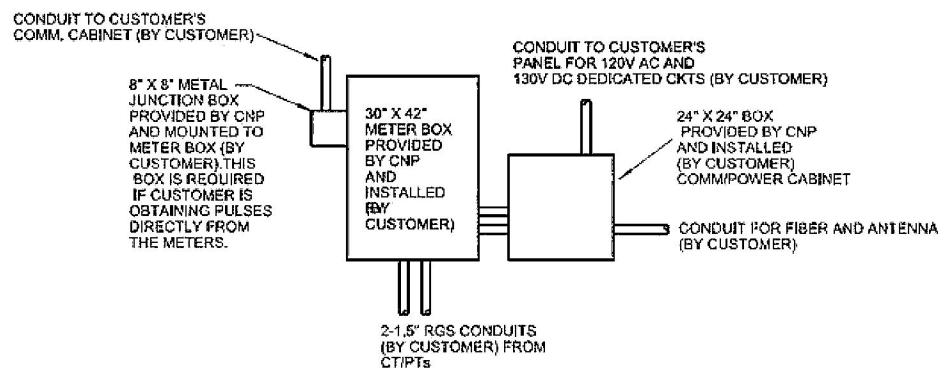 CONDUIT TO CUSTOMER'S
COMM. CABINET (BY CUSTOMER)
8" X 8" METAL
JUNCTION BOX
PROVIDED BY CNP
AND MOUNTED TO
METER BOX (BY
CUSTOMER).THIS
BOX IS REQUIRED
IF CUSTOMER IS
OBTAINING PULSES
DIRECTLY FROM
THE METERS.
30" X 42"
METER BOX
PROVIDED
BY CNP
AND
INSTALLED
(BY
CUSTOMER)
CONDUIT TO CUSTOMER'S
PANEL FOR 120V AC AND
130V DC DEDICATED CKTS (BY CUSTOMER)
24" X 24" BOX
PROVIDED BY CNP
AND INSTALLED
(BY CUSTOMER)
COMM/POWER CABINET
CONDUIT FOR FIBER AND ANTENNA
(BY CUSTOMER)
2-1.5" RGS CONDUITS
(BY CUSTOMER) FROM
CT/PTs